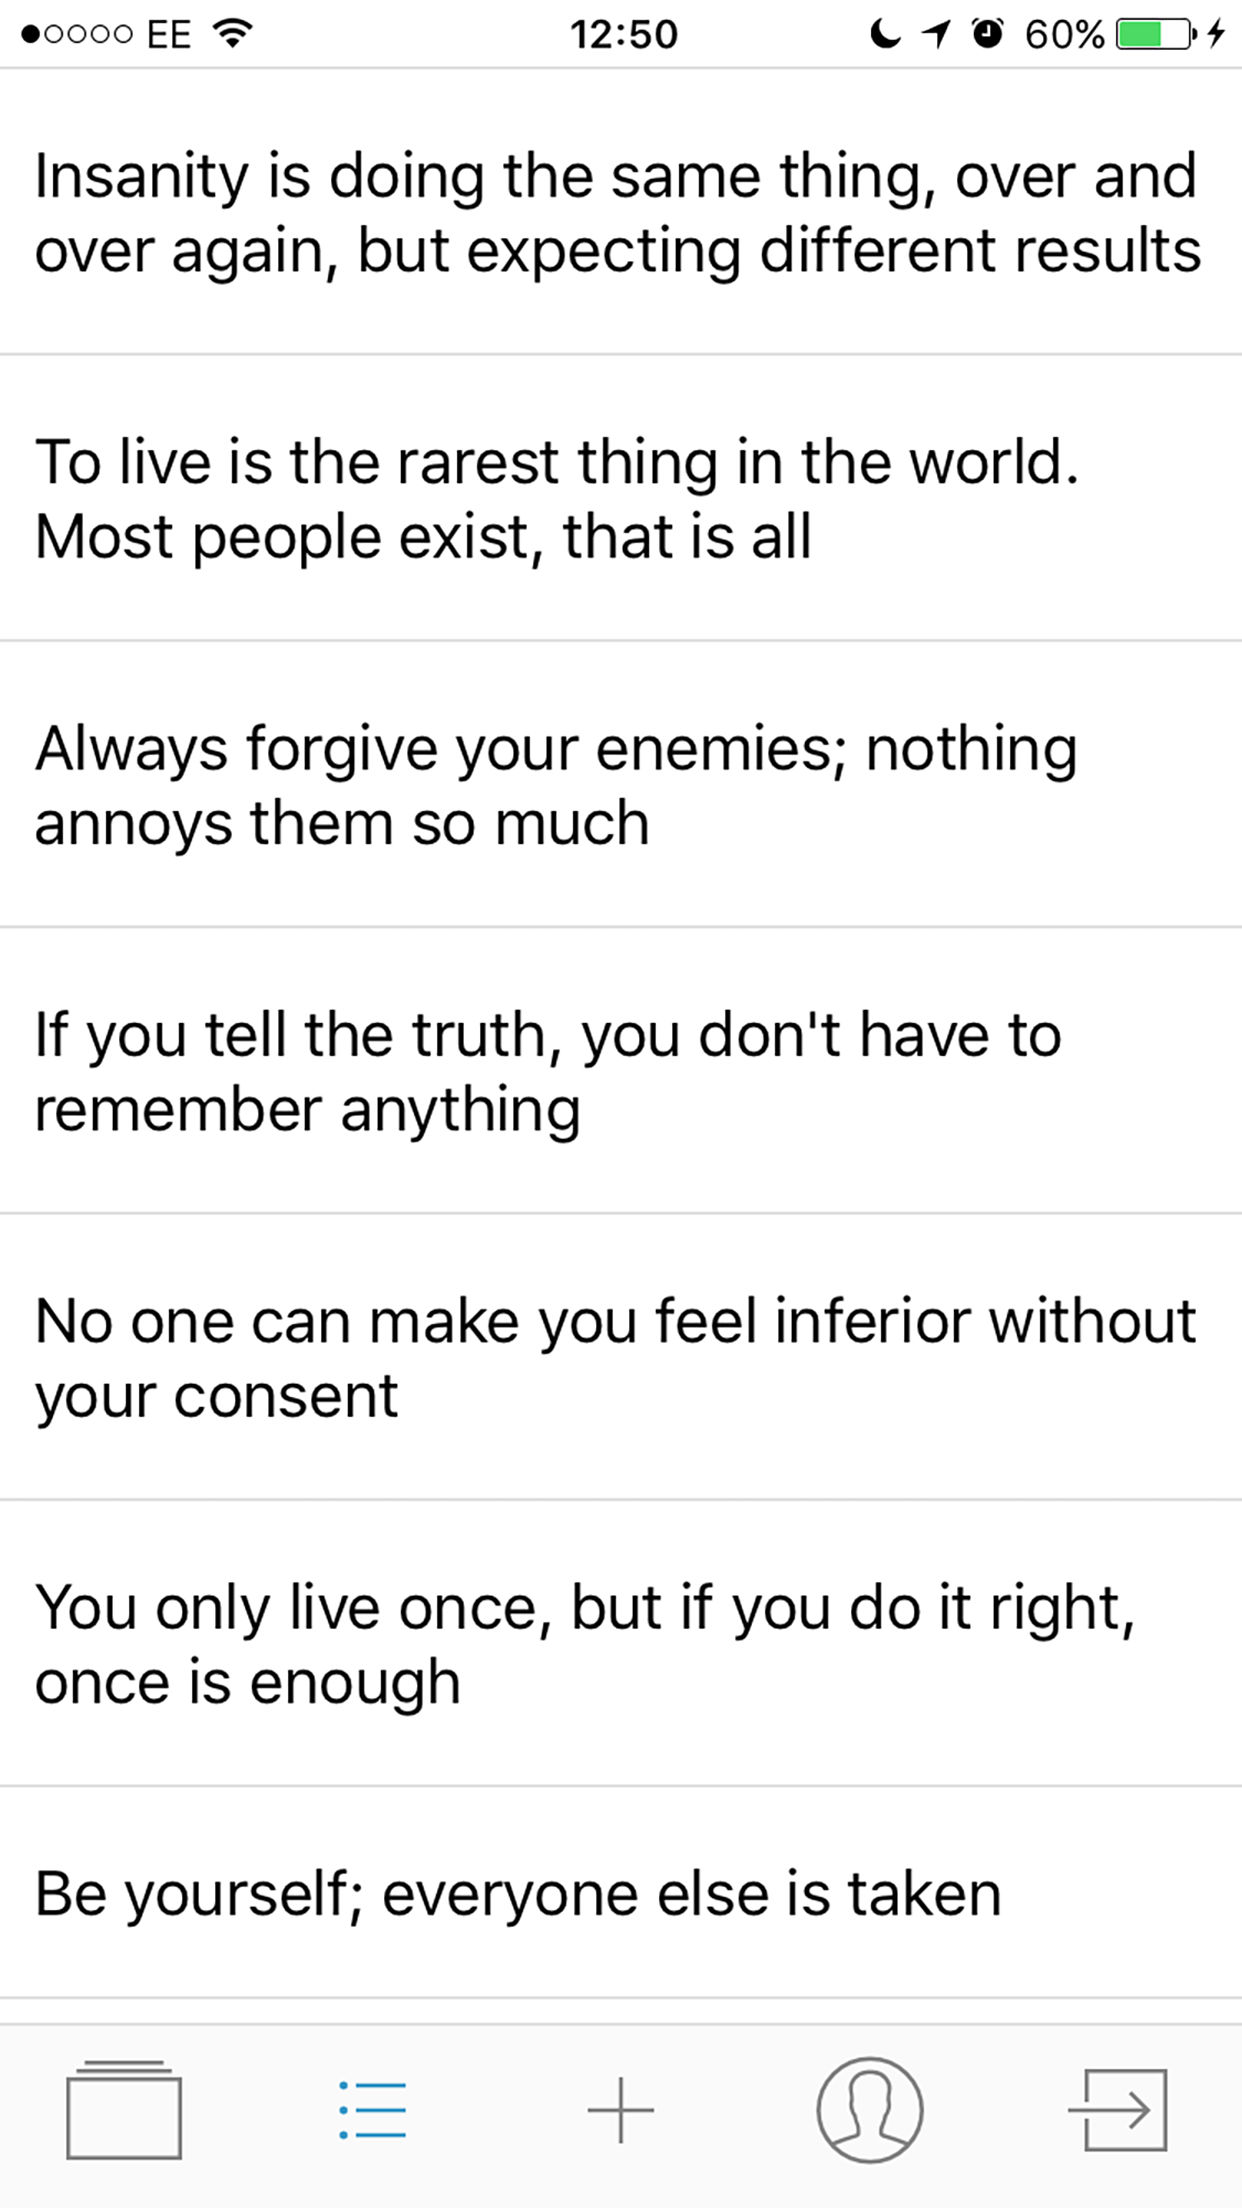 EE 12:50 60%
Insanity is doing the same thing, over and
over again, but expecting different results
To live is the rarest thing in the world.
Most people exist, that is all
Always forgive your enemies; nothing
annoys them so much
If you tell the truth, you don't have to
remember anything
No one can make you feel inferior without
your consent
You only live once, but if you do it right,
once is enough
Be yourself; everyone else is taken